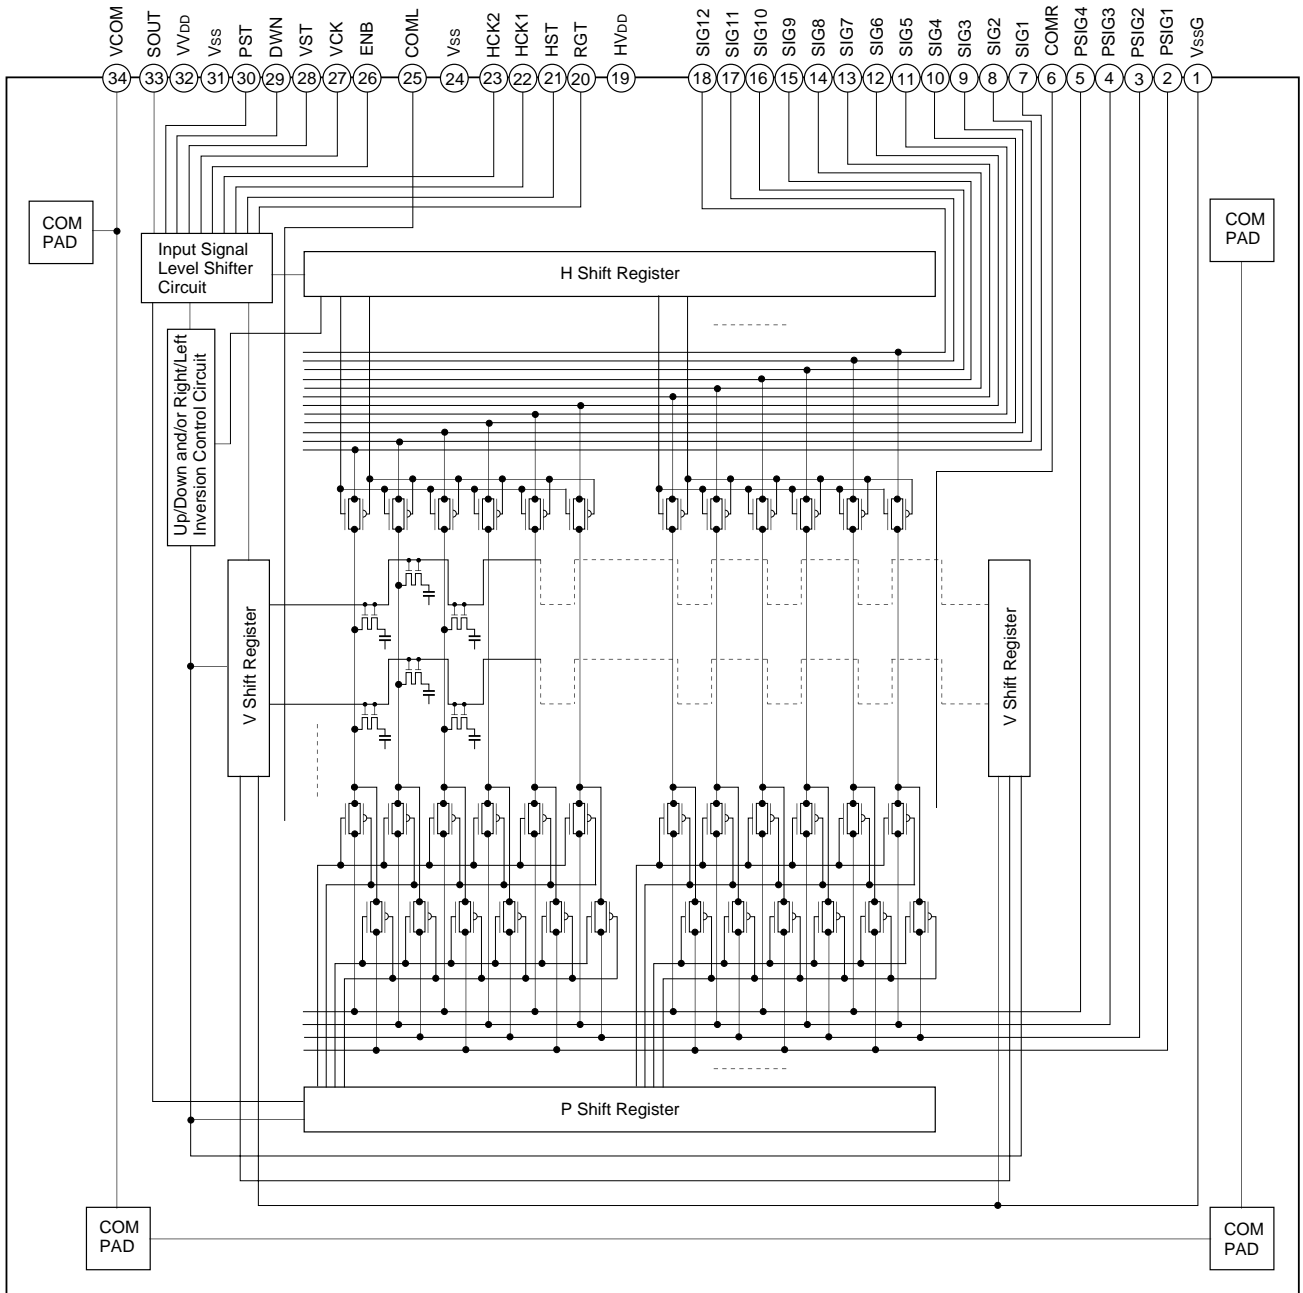 VCOM
SOUT
VVDD
VSS
PST
DWN
VST
VCK
ENB
COML
VSS
HCK2
HCK1
HST
RGT
HVDD
SIG12
SIG11
SIG10
SIG9
SIG8
SIG7
SIG6
SIG5
SIG4
SIG3
SIG2
SIG1
COMR
PSIG4
PSIG3
PSIG2
PSIG1
VssG
34
33
32
31
30
29
28
27
26
25
24
23
22
21
20
19
18
17
16
15
14
13
12
11
10
9
8
7
6
5
4
3
2
1
COM
PAD
COM
PAD
Input Signal
Level Shifter
Circuit
H Shift Register
Up/Down and/or Right/Left
Inversion Control Circuit
V Shift Register
V Shift Register
P Shift Register
COM
PAD
COM
PAD